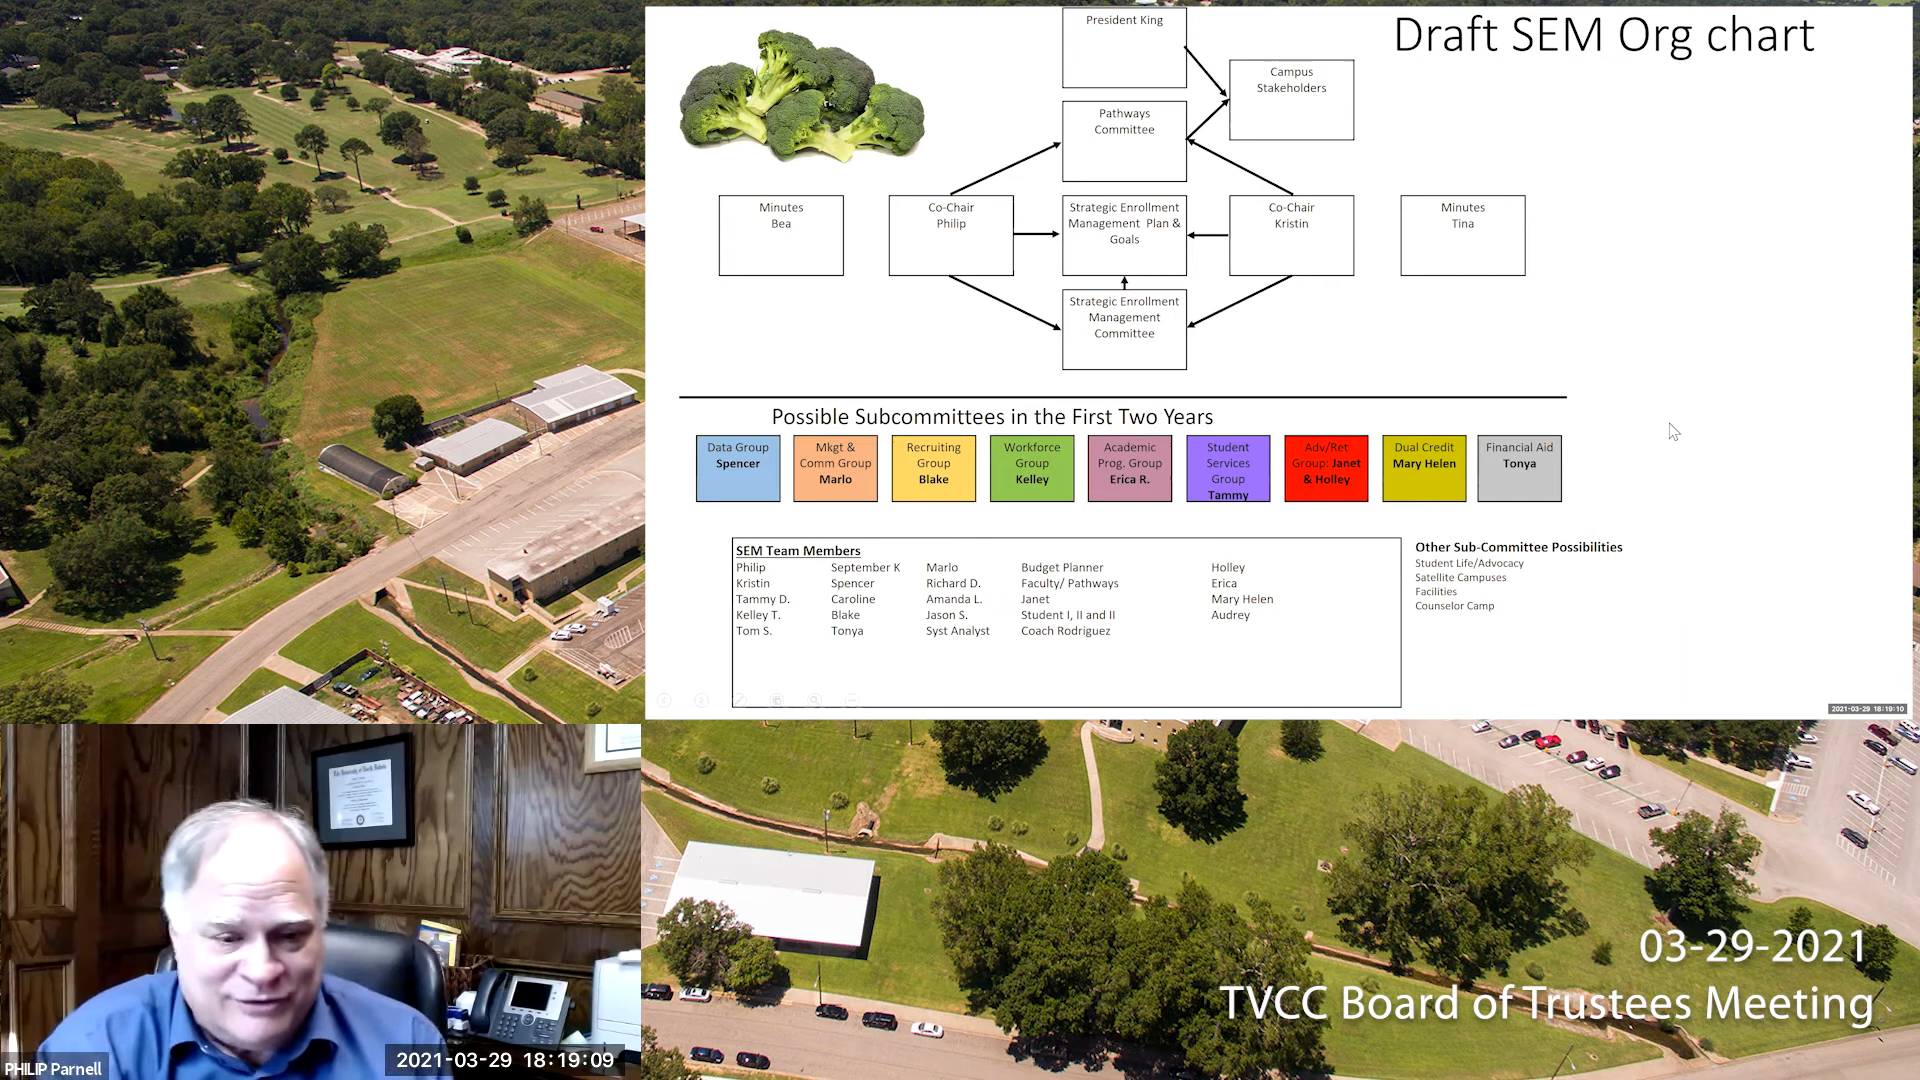 Draft SEM Org chart
President King
Campus
Stakeholders
Pathways
Committee
Minutes
Bea
Co-Chair
Philip
Strategic Enrollment
Management Plan &
Goals
Co-Chair
Kristin
Minutes
Tina
Strategic Enrollment
Management
Committee
Possible Subcommittees in the First Two Years
Data Group
Spencer
Mkgt &
Comm Group
Marlo
Recruiting
Group
Blake
Workforce
Group
Kelley
Academic
Prog. Group
Erica R.
Student
Services
Group
Tammy
Adv/Ret
Group: Janet
& Holley
Dual Credit
Mary Helen
Financial Aid
Tonya
SEM Team Members
Philip
Kristin
Tammy D.
Kelley T.
Tom S.
September K
Spencer
Caroline
Blake
Tonya
Marlo
Richard D.
Amanda L.
Jason S.
Syst Analyst
Budget Planner
Faculty/ Pathways
Janet
Student I, II and II
Coach Rodriguez
Holley
Erica
Mary Helen
Audrey
Other Sub-Committee Possibilities
Student Life/Advocacy
Satellite Campuses
Facilities
Counselor Camp
2021-03-29 18:19:10
PHILIP Parnell
2021-03-29 18:19:09
03-29-2021
TVCC Board of Trustees Meeting